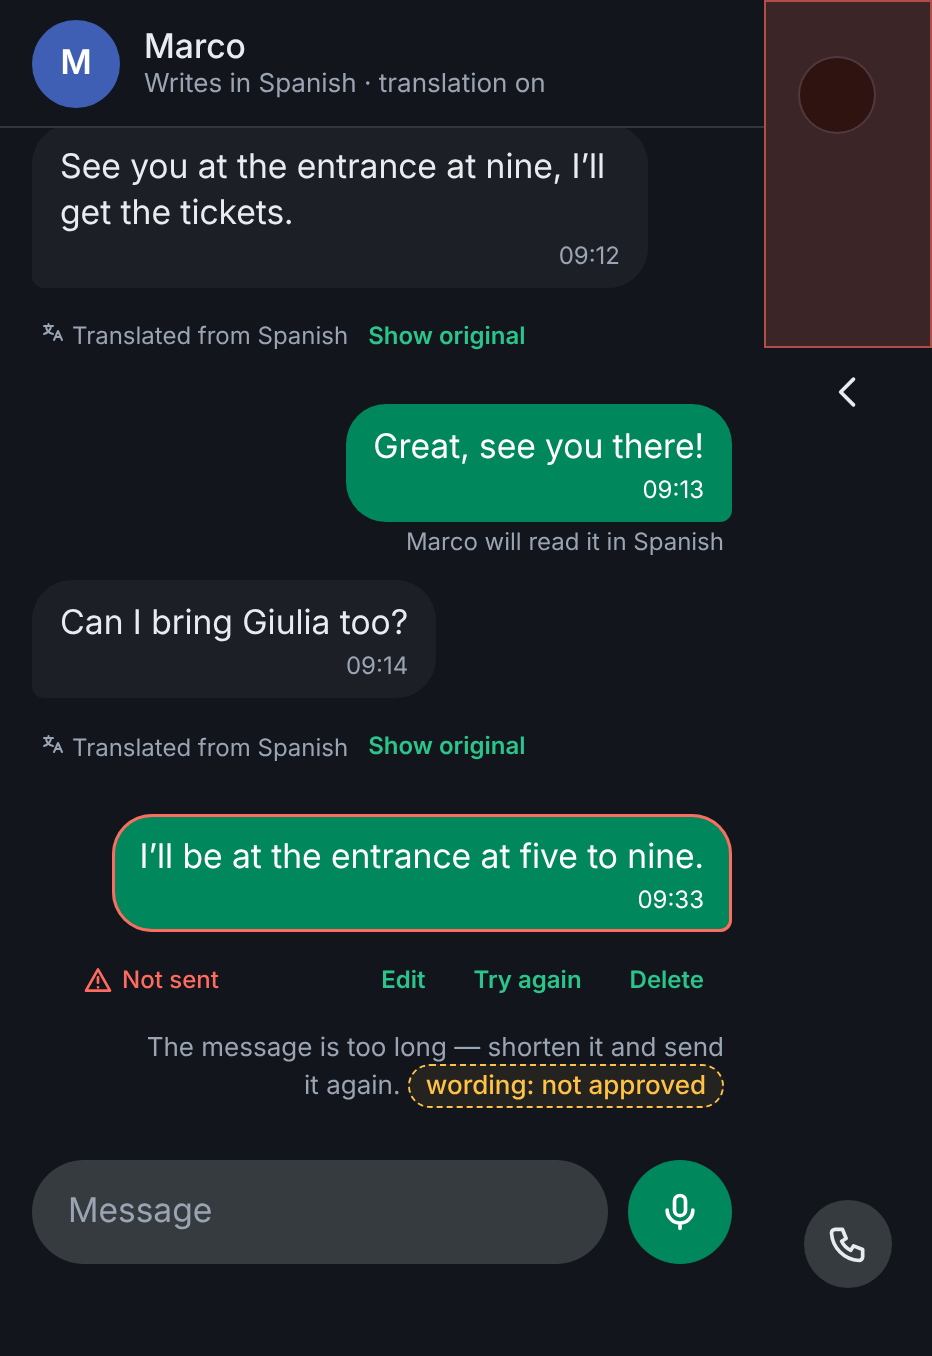 M
Marco
Writes in Spanish · translation on
See you at the entrance at nine, I’ll
get the tickets.
09:12
Translated from Spanish Show original
Great, see you there!
09:13
Marco will read it in Spanish
Can I bring Giulia too?
09:14
Translated from Spanish Show original
I’ll be at the entrance at five to nine.
09:33
Not sent Edit Try again Delete
The message is too long — shorten it and send
it again. wording: not approved
Message